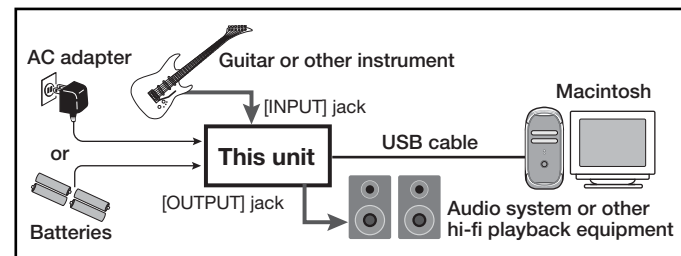 AC adapter
Guitar or other instrument
[INPUT] jack
Macintosh
or
This unit
USB cable
[OUTPUT] jack
Batteries
Audio system or other
hi-fi playback equipment